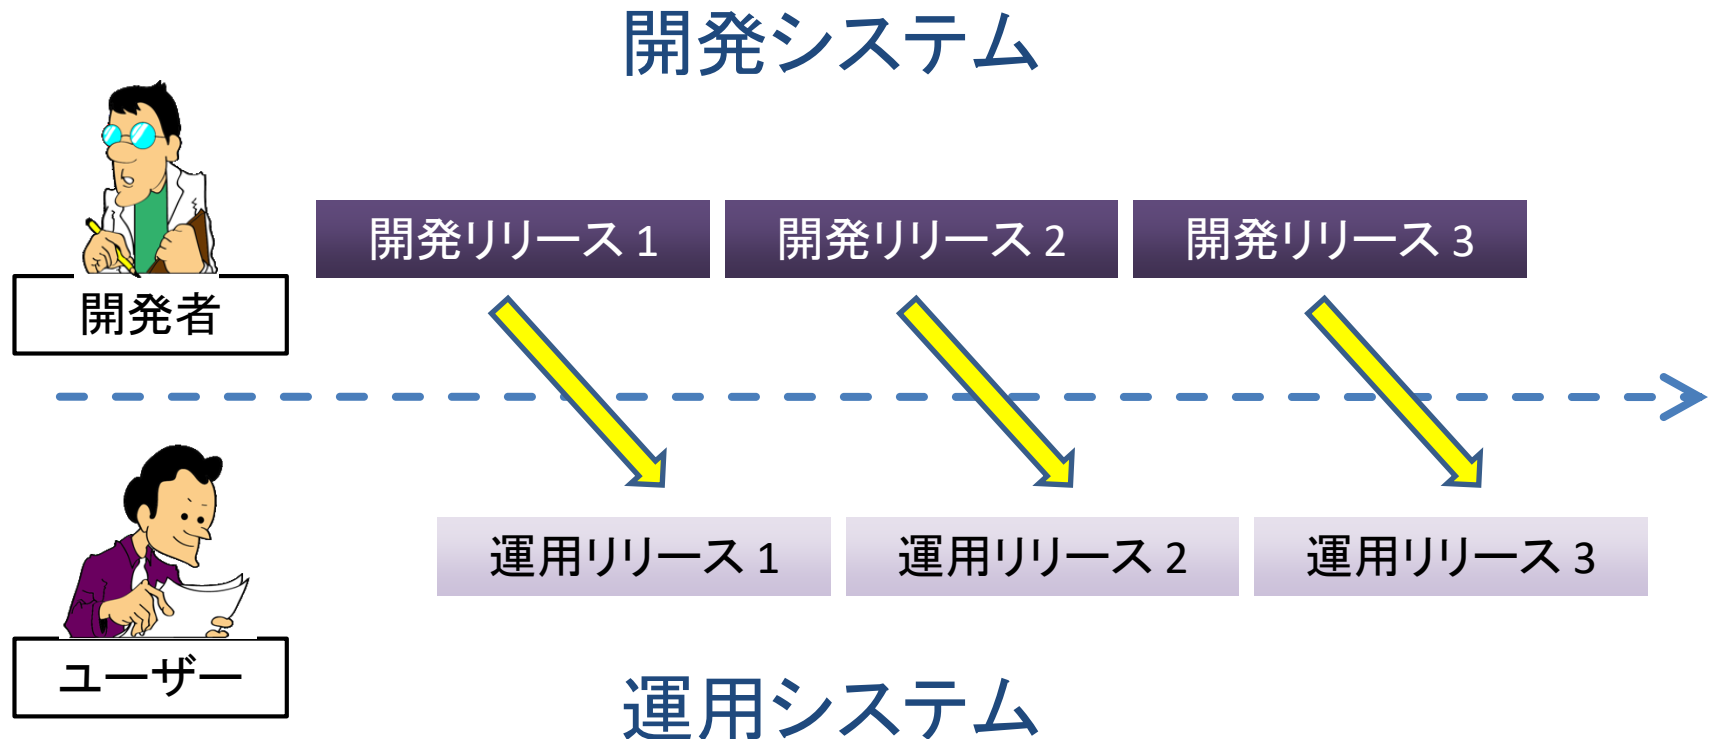 開発システム
開発リリース 1
開発リリース 2
開発リリース 3
開発者
運用リリース 1
運用リリース 2
運用リリース 3
ユーザー
運用システム